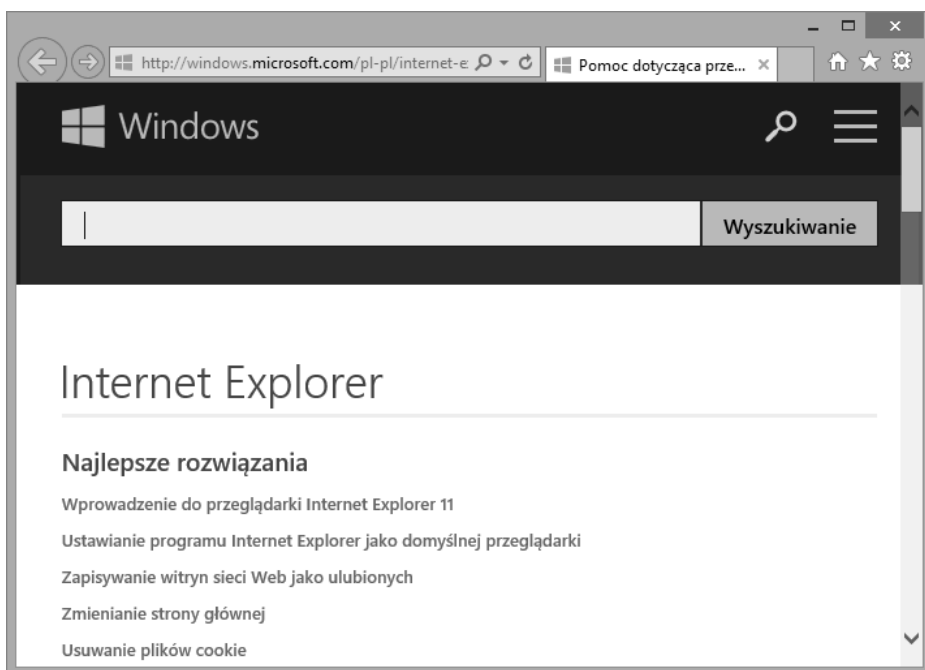 http://windows.microsoft.com/pl-pl/internet-e
Pomoc dotycząca prze...
Windows
Wyszukiwanie
Internet Explorer
Najlepsze rozwiązania
Wprowadzenie do przeglądarki Internet Explorer 11
Ustawianie programu Internet Explorer jako domyślnej przeglądarki
Zapisywanie witryn sieci Web jako ulubionych
Zmienianie strony głównej
Usuwanie plików cookie